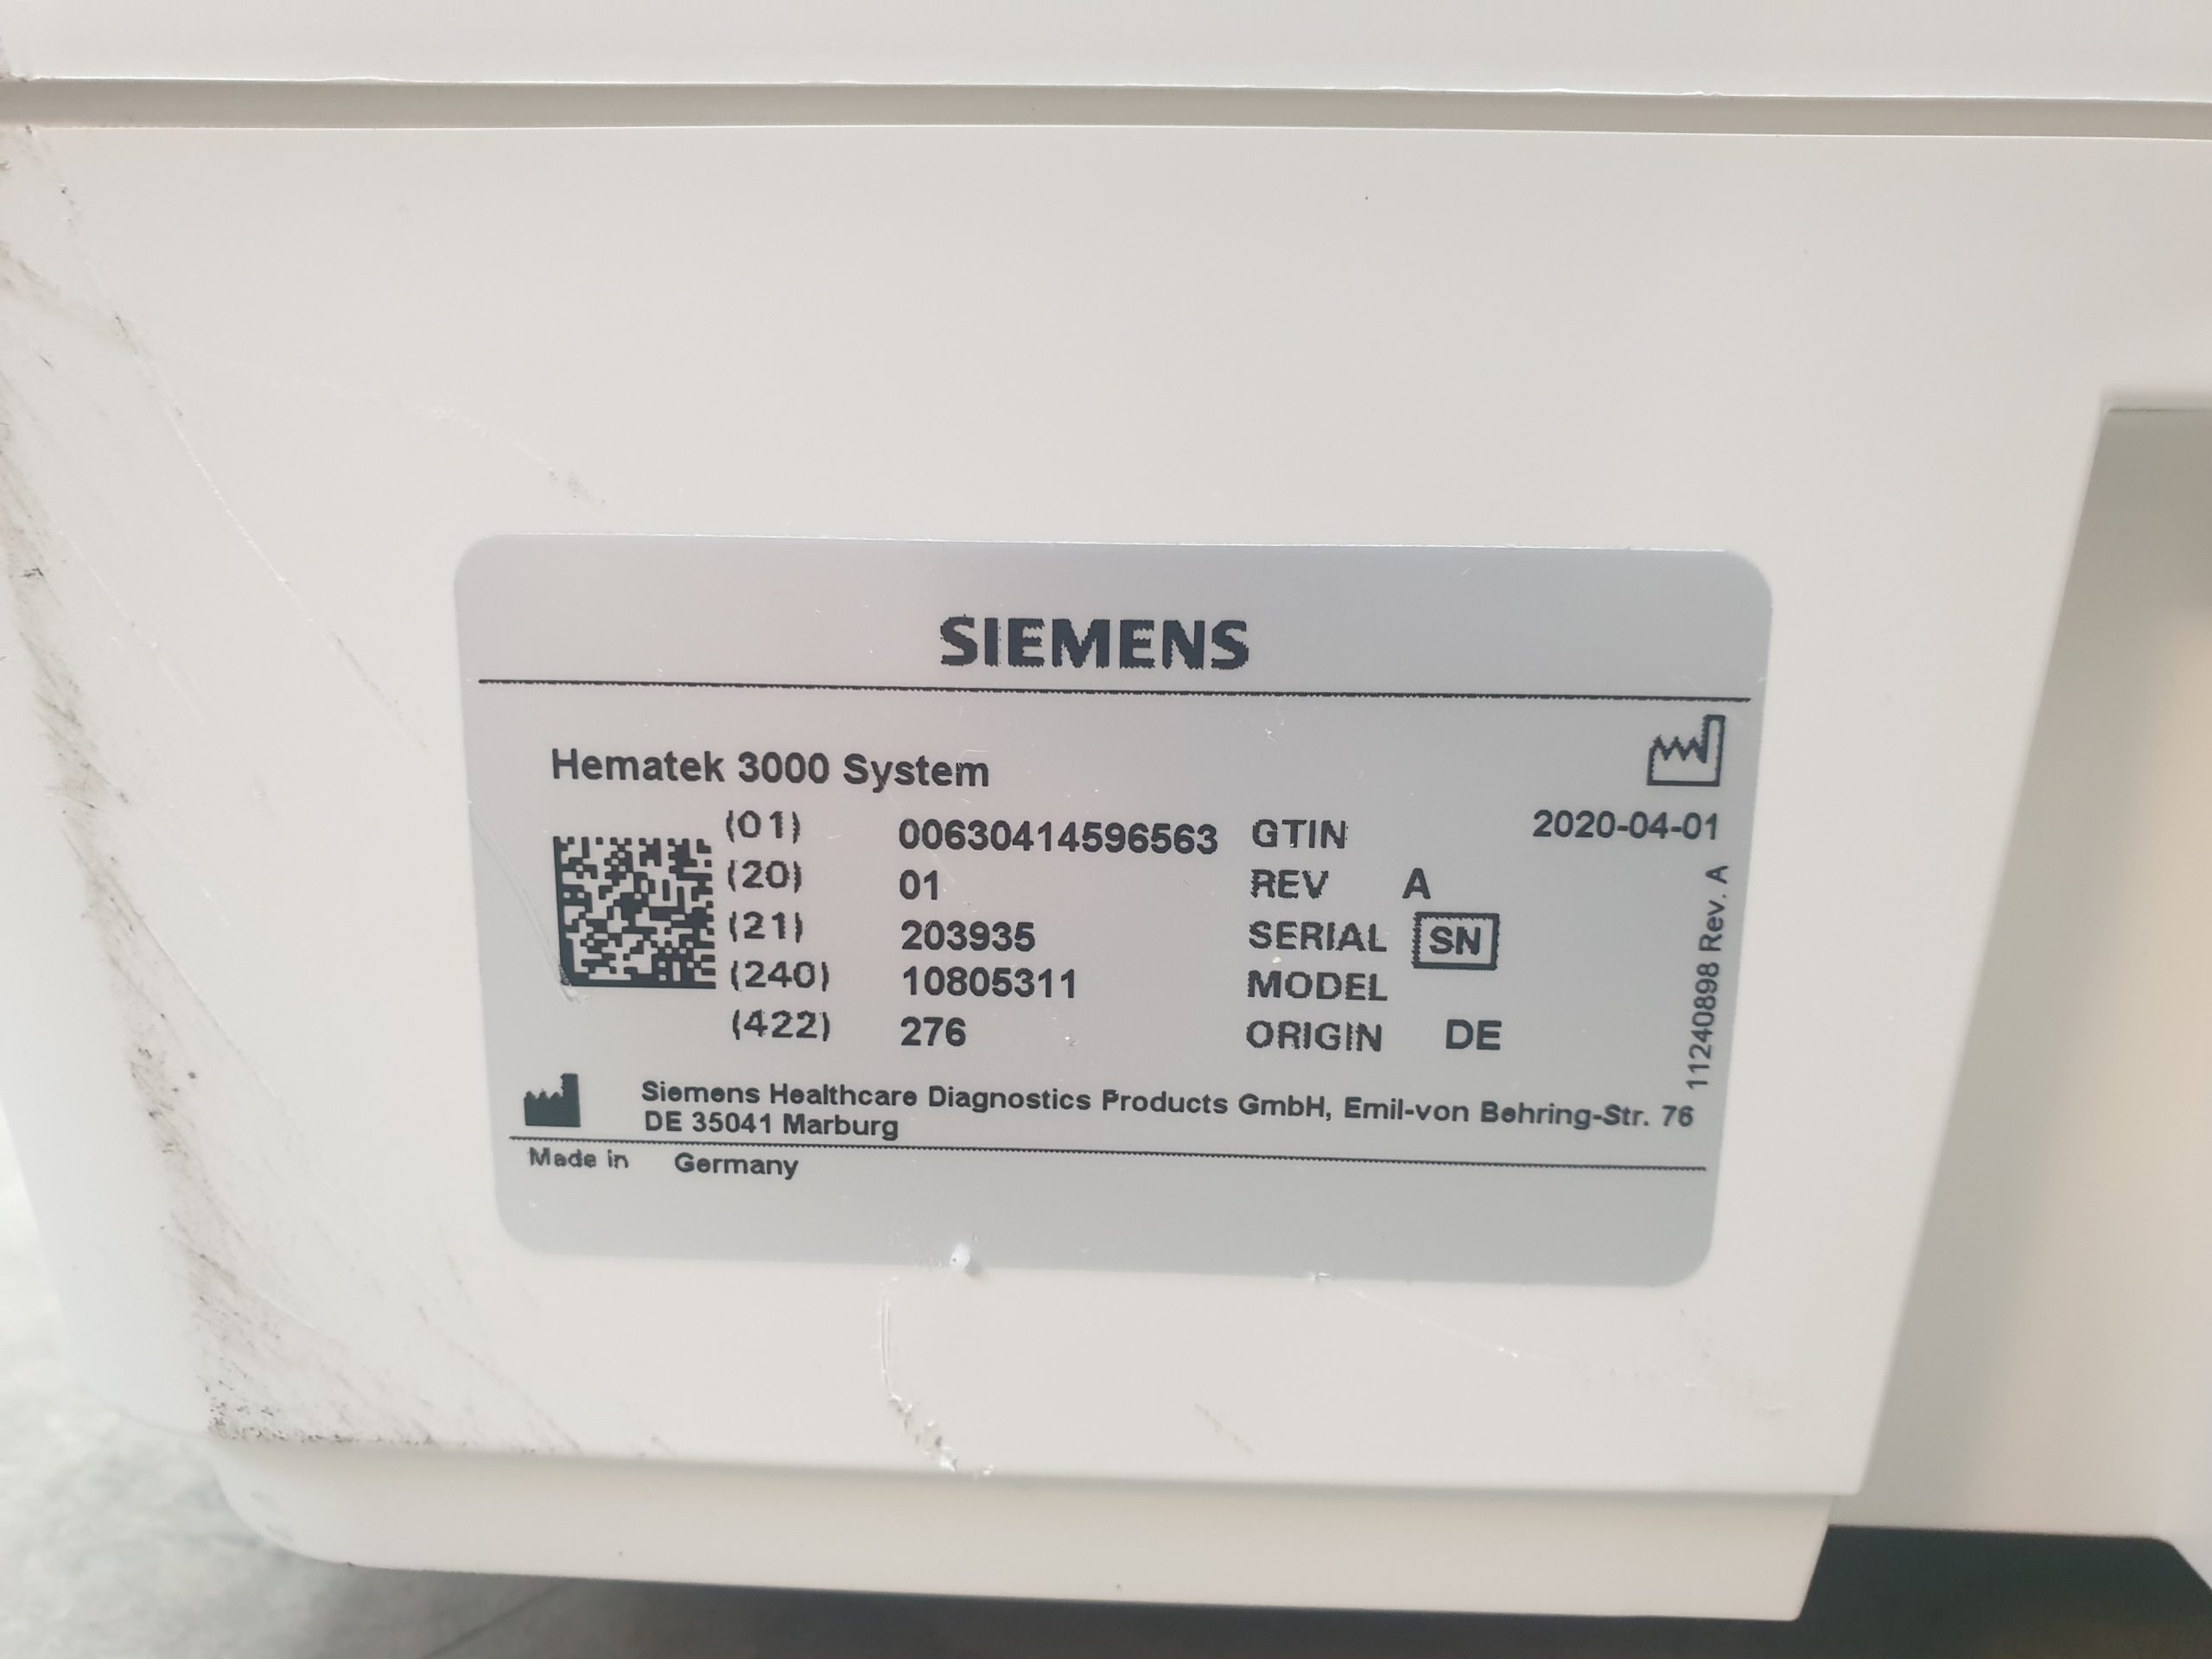 SIEMENS
Hematek 3000 System
2020-04-01
(01) 00630414596563 GTIN
(20) 01 REV A
(21) 203935 SERIAL SN
(240) 10805311 MODEL
(422) 276 ORIGIN DE
11240898 Rev. A
Siemens Healthcare Diagnostics Products GmbH, Emil-von Behring-Str. 76
DE 35041 Marburg
Made in Germany